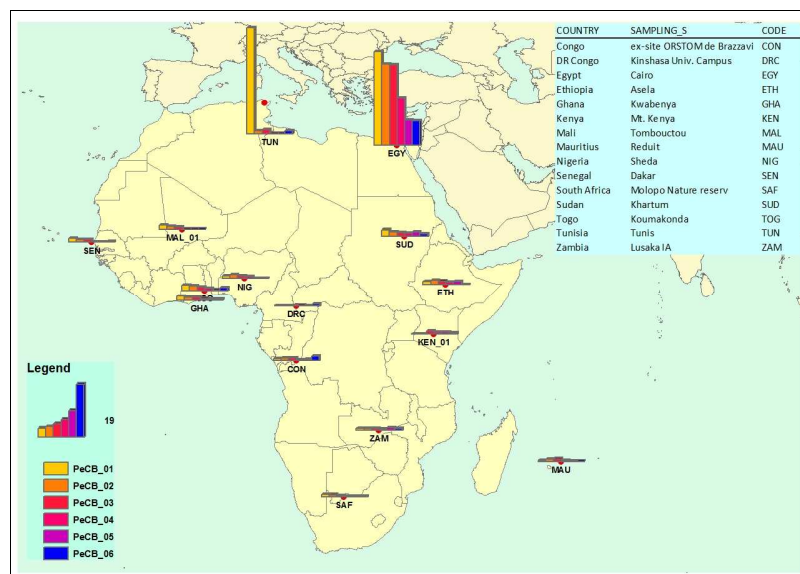 COUNTRY SAMPLING_S CODE
Congo ex-site ORSTOM de Brazzavi CON
DR Congo Kinshasa Univ. Campus DRC
Egypt Cairo EGY
Ethiopia Asela ETH
Ghana Kwabenya GHA
Kenya Mt. Kenya KEN
Mali Tombouctou MAL
Mauritius Reduit MAU
Nigeria Sheda NIG
Senegal Dakar SEN
South Africa Molopo Nature reserv SAF
Sudan Khartum SUD
Togo Koumakonda TOG
Tunisia Tunis TUN
Zambia Lusaka IA ZAM
TUN
EGY
MAL_01
SEN
SUD
NIG
ETH
GHA
DRC
KEN_01
CON
ZAM
MAU
SAF
Legend
19
PeCB_01
PeCB_02
PeCB_03
PeCB_04
PeCB_05
PeCB_06